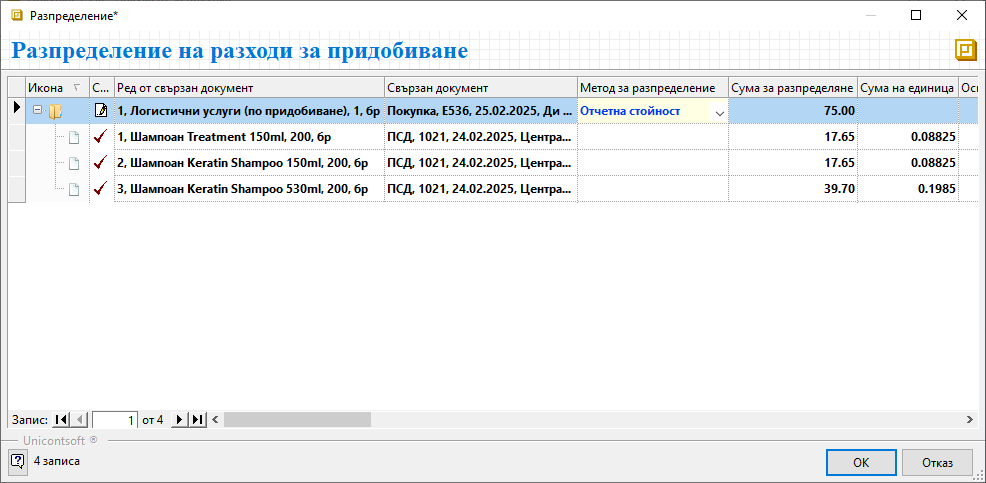 Разпределение*
Разпределение на разходи за придобиване
Икона С... Ред от свързан документ Свързан документ Метод за разпределение Сума за разпределяне Сума на единица Осн
1, Логистични услуги (по придобиване), 1, бр Покупка, E536, 25.02.2025, Ди ... Отчетна стойност 75.00
1, Шампоан Treatment 150ml, 200, бр ПСД, 1021, 24.02.2025, Центра... 17.65 0.08825
2, Шампоан Keratin Shampoo 150ml, 200, бр ПСД, 1021, 24.02.2025, Центра... 17.65 0.08825
3, Шампоан Keratin Shampoo 530ml, 200, бр ПСД, 1021, 24.02.2025, Центра... 39.70 0.1985
Запис: 1 от 4
Unicontsoft ®
4 записа
OK Отказ